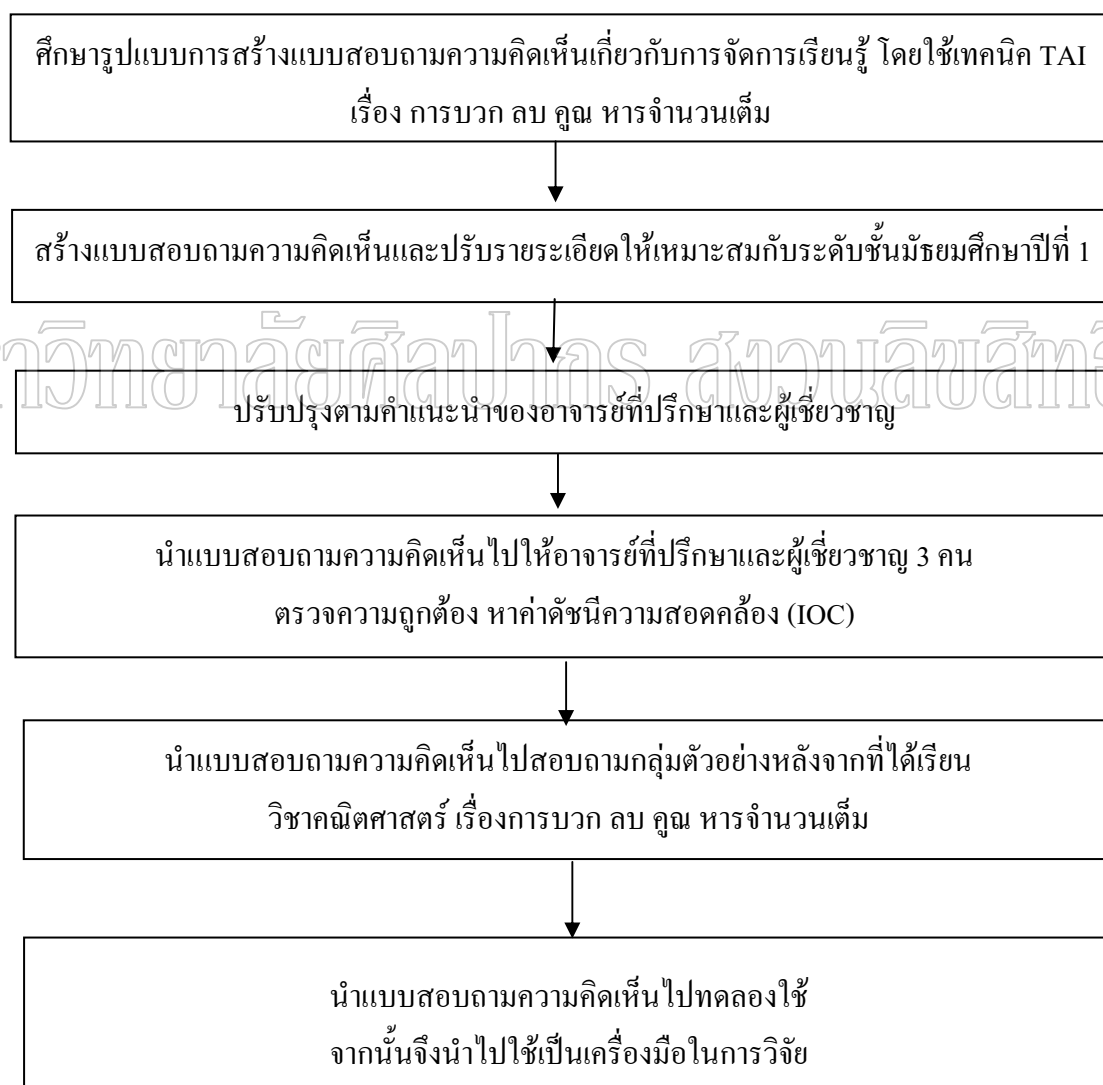 ศึกษารูปแบบการสร้างแบบสอบถามความคิดเห็นเกี่ยวกับการจัดการเรียนรู้ โดยใช้เทคนิค TAI
เรื่อง การบวก ลบ คูณ หารจำนวนเต็ม
สร้างแบบสอบถามความคิดเห็นและปรับรายระเอียดให้เหมาะสมกับระดับชั้นมัธยมศึกษาปีที่ 1
าวิทยาลัยศิลปากร สงวนลิขสิทธิ
ปรับปรุงตามคำแนะนำของอาจารย์ที่ปรึกษาและผู้เชี่ยวชาญ
นำแบบสอบถามความคิดเห็นไปให้อาจารย์ที่ปรึกษาและผู้เชี่ยวชาญ 3 คน
ตรวจความถูกต้อง หาค่าดัชนีความสอดคล้อง (IOC)
นำแบบสอบถามความคิดเห็นไปสอบถามกลุ่มตัวอย่างหลังจากที่ได้เรียน
วิชาคณิตศาสตร์ เรื่องการบวก ลบ คูณ หารจำนวนเต็ม
นำแบบสอบถามความคิดเห็นไปทดลองใช้
จากนั้นจึงนำไปใช้เป็นเครื่องมือในการวิจัย